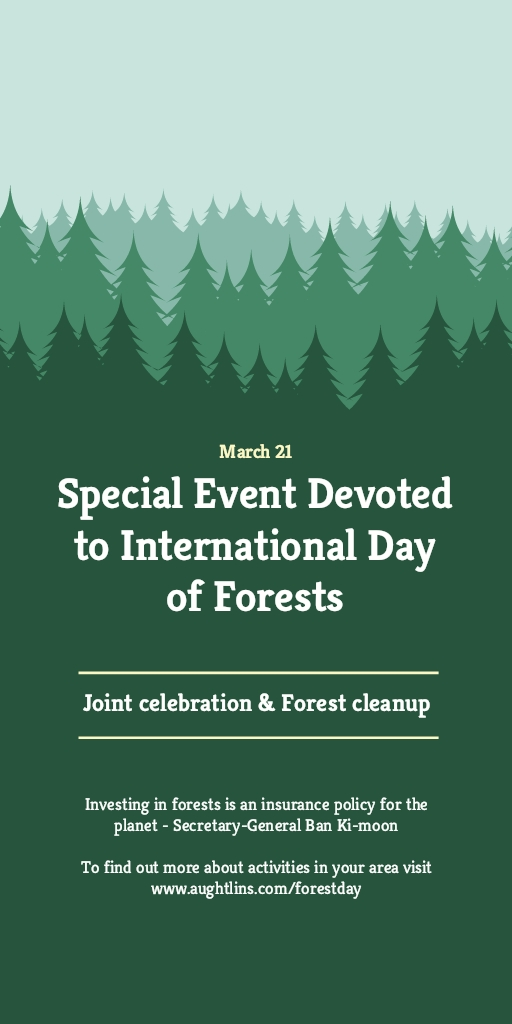 March 21
Special Event Devoted
to International Day
of Forests
Joint celebration & Forest cleanup
Investing in forests is an insurance policy for the
planet - Secretary-General Ban Ki-moon
To find out more about activities in your area visit
www.aughtlins.com/forestday